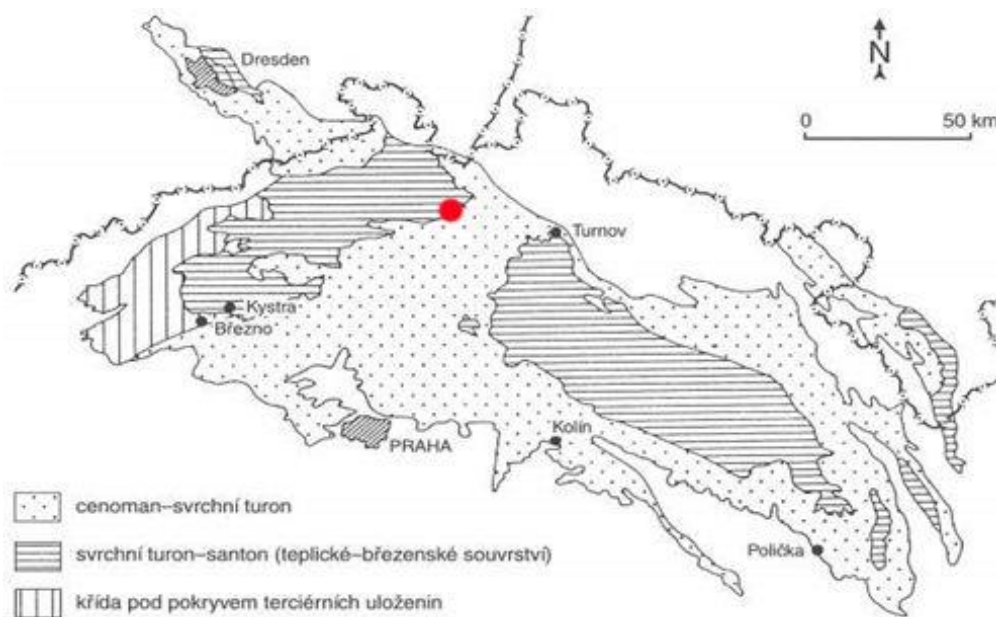 Dresden
N
0 50 km
Turnov
Kystra
Březno
PRAHA
Kolín
Polička
cenoman–svrchní turon
svrchní turon–santon (teplické–březenské souvrství)
křída pod pokryvem terciérních uloženin